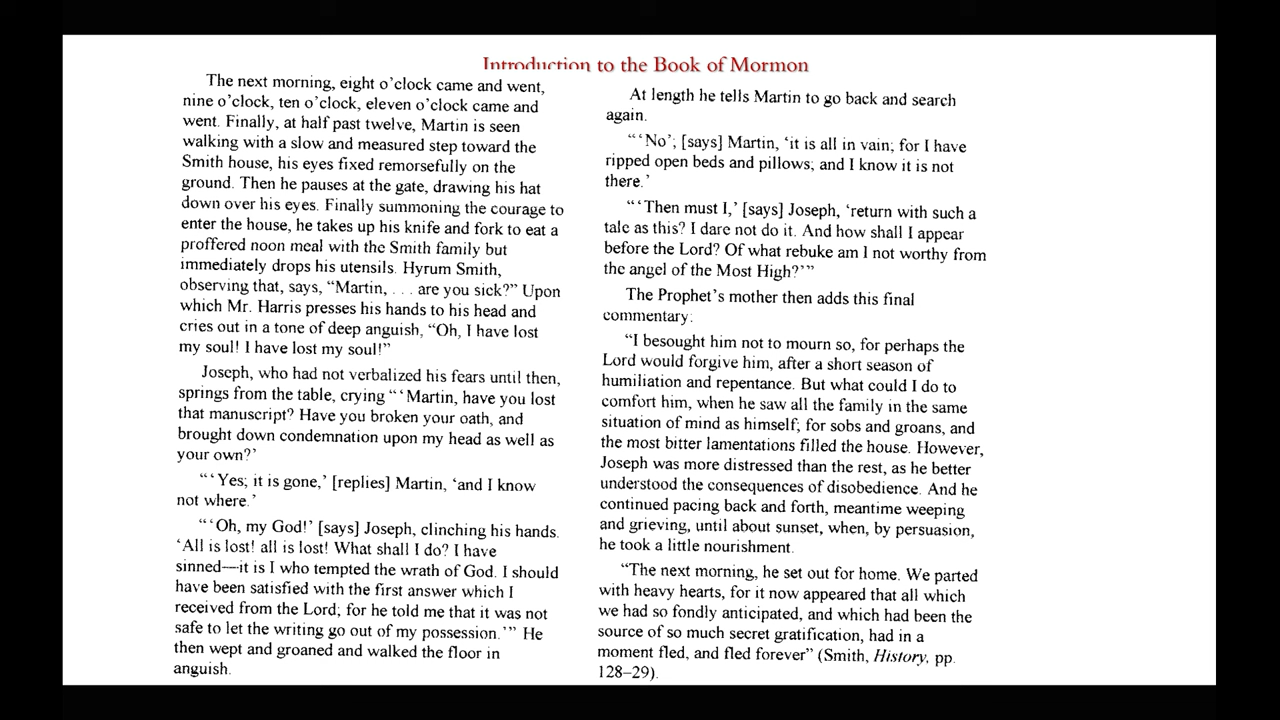 Introduction to the Book of Mormon
The next morning, eight o’clock came and went,
nine o’clock, ten o’clock, eleven o’clock came and
went. Finally, at half past twelve, Martin is seen
walking with a slow and measured step toward the
Smith house, his eyes fixed remorsefully on the
ground. Then he pauses at the gate, drawing his hat
down over his eyes. Finally summoning the courage to
enter the house, he takes up his knife and fork to eat a
proffered noon meal with the Smith family but
immediately drops his utensils. Hyrum Smith,
observing that, says, “Martin, . . . are you sick?” Upon
which Mr. Harris presses his hands to his head and
cries out in a tone of deep anguish, “Oh, I have lost
my soul! I have lost my soul!”
Joseph, who had not verbalized his fears until then,
springs from the table, crying “‘Martin, have you lost
that manuscript? Have you broken your oath, and
brought down condemnation upon my head as well as
your own?’
“‘Yes; it is gone,’ [replies] Martin, ‘and I know
not where.’
“‘Oh, my God!’ [says] Joseph, clinching his hands.
‘All is lost! all is lost! What shall I do? I have
sinned—it is I who tempted the wrath of God. I should
have been satisfied with the first answer which I
received from the Lord; for he told me that it was not
safe to let the writing go out of my possession.’” He
then wept and groaned and walked the floor in
anguish.
At length he tells Martin to go back and search
again.
“‘No’; [says] Martin, ‘it is all in vain; for I have
ripped open beds and pillows; and I know it is not
there.’
“‘Then must I,’ [says] Joseph, ‘return with such a
tale as this? I dare not do it. And how shall I appear
before the Lord? Of what rebuke am I not worthy from
the angel of the Most High?’”
The Prophet’s mother then adds this final
commentary:
“I besought him not to mourn so, for perhaps the
Lord would forgive him, after a short season of
humiliation and repentance. But what could I do to
comfort him, when he saw all the family in the same
situation of mind as himself; for sobs and groans, and
the most bitter lamentations filled the house. However,
Joseph was more distressed than the rest, as he better
understood the consequences of disobedience. And he
continued pacing back and forth, meantime weeping
and grieving, until about sunset, when, by persuasion,
he took a little nourishment.
“The next morning, he set out for home. We parted
with heavy hearts, for it now appeared that all which
we had so fondly anticipated, and which had been the
source of so much secret gratification, had in a
moment fled, and fled forever” (Smith, History, pp.
128–29).